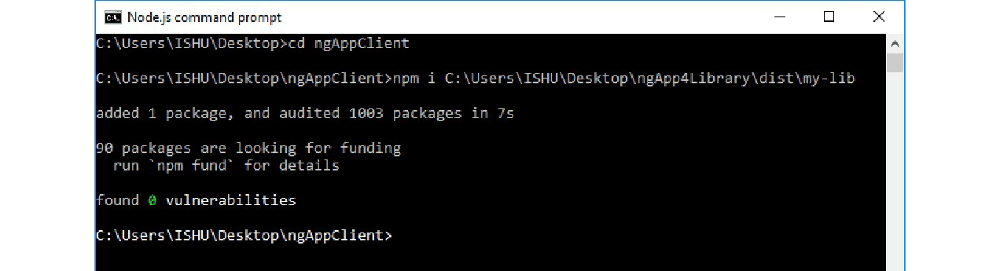 Node.js command prompt
C:\Users\ISHU\Desktop>cd ngAppClient
C:\Users\ISHU\Desktop\ngAppClient>npm i C:\Users\ISHU\Desktop\ngApp4Library\dist\my-lib
added 1 package, and audited 1003 packages in 7s
90 packages are looking for funding
  run `npm fund` for details
found 0 vulnerabilities
C:\Users\ISHU\Desktop\ngAppClient>